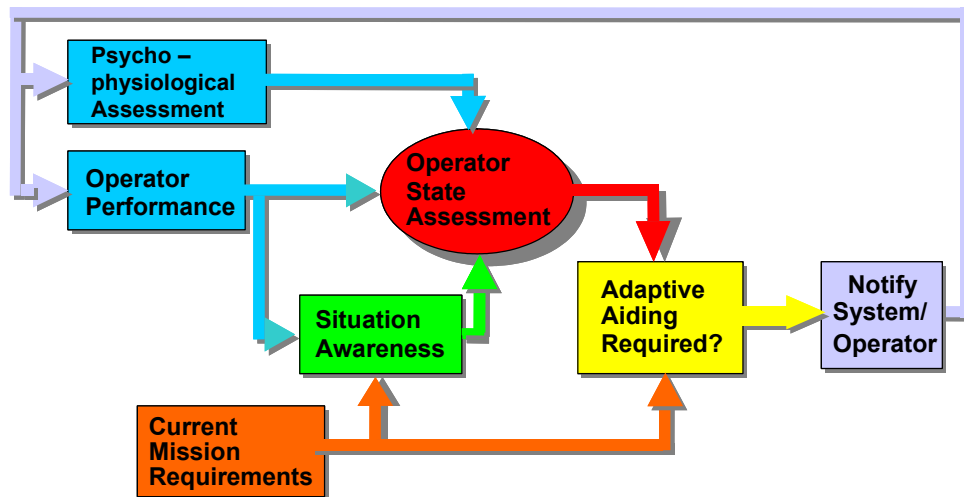 Psycho –
physiological
Assessment
Operator
Performance
Operator
State
Assessment
Situation
Awareness
Adaptive
Aiding
Required?
Notify
System/
Operator
Current
Mission
Requirements